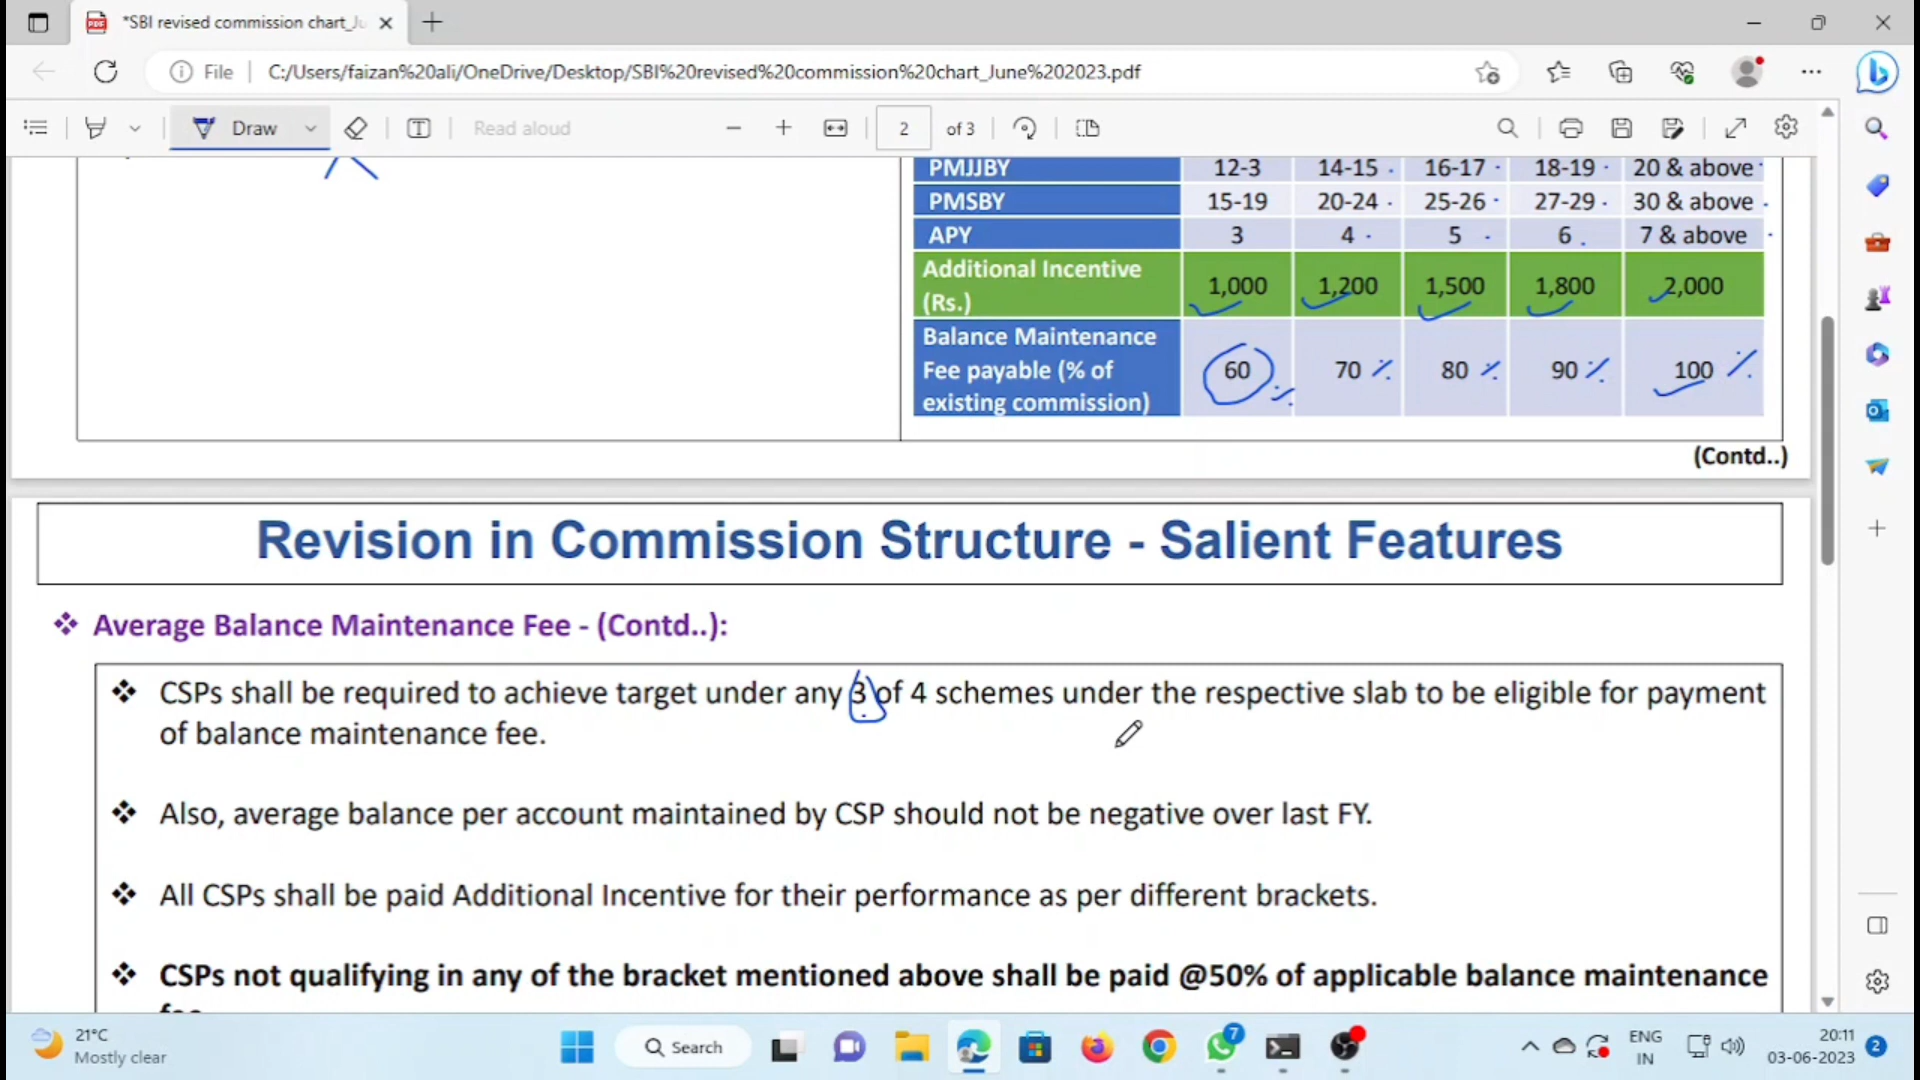 *SBI revised commission chart_Ju
File
C:/Users/faizan%20ali/OneDrive/Desktop/SBI%20revised%20commission%20chart_June%202023.pdf
Draw
Read aloud
2
of 3
PMJJBY 12-3 14-15 16-17 18-19 20 & above
PMSBY 15-19 20-24 25-26 27-29 30 & above
APY 3 4 5 6 7 & above
Additional Incentive
(Rs.) 1,000 1,200 1,500 1,800 2,000
Balance Maintenance
Fee payable (% of 60 % 70 % 80 % 90 % 100 %
existing commission)
(Contd..)
Revision in Commission Structure - Salient Features
❖ Average Balance Maintenance Fee - (Contd..):
❖ CSPs shall be required to achieve target under any 3 of 4 schemes under the respective slab to be eligible for payment
of balance maintenance fee.
❖ Also, average balance per account maintained by CSP should not be negative over last FY.
❖ All CSPs shall be paid Additional Incentive for their performance as per different brackets.
❖ CSPs not qualifying in any of the bracket mentioned above shall be paid @50% of applicable balance maintenance
21°C
Mostly clear
Search
7
ENG
IN
20:11
03-06-2023
2